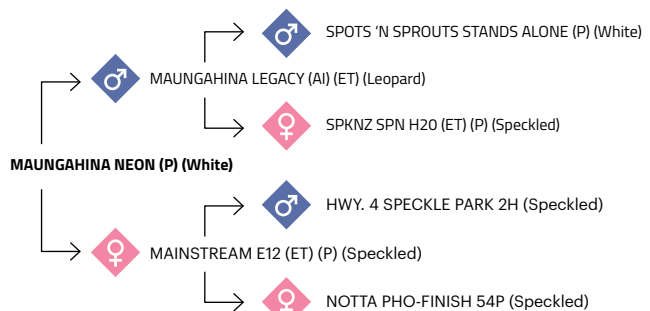 SPOTS ‘N SPROUTS STANDS ALONE (P) (White)
MAUNGAHINA LEGACY (AI) (ET) (Leopard)
SPKNZ SPN H20 (ET) (P) (Speckled)
MAUNGAHINA NEON (P) (White)
HWY. 4 SPECKLE PARK 2H (Speckled)
MAINSTREAM E12 (ET) (P) (Speckled)
NOTTA PHO-FINISH 54P (Speckled)